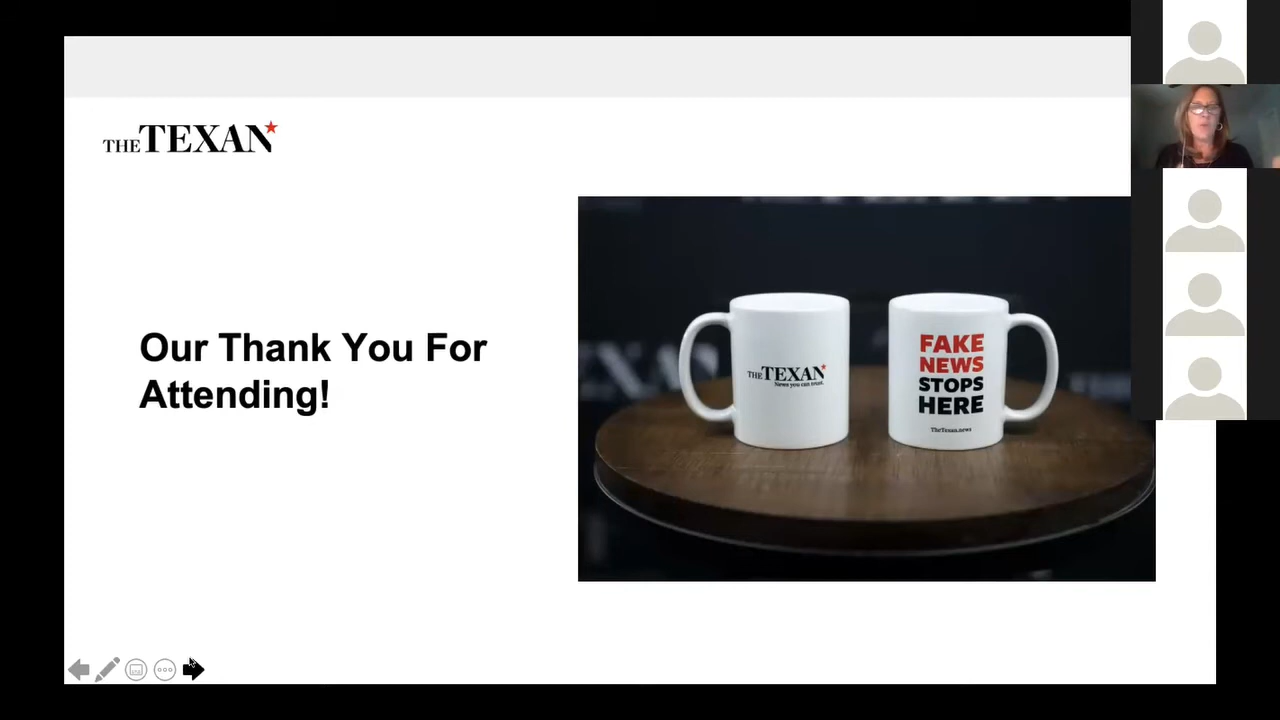 THE TEXAN
Our Thank You For
Attending!
TEXAN
THE TEXAN
News you can trust.
FAKE
NEWS
STOPS
HERE
TheTexan.news